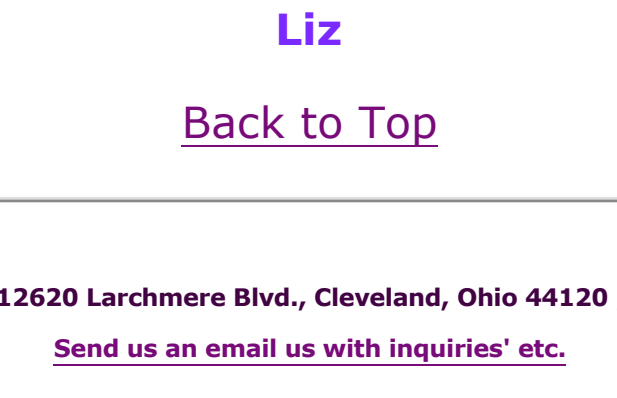 Liz
Back to Top
12620 Larchmere Blvd., Cleveland, Ohio 44120
Send us an email us with inquiries' etc.